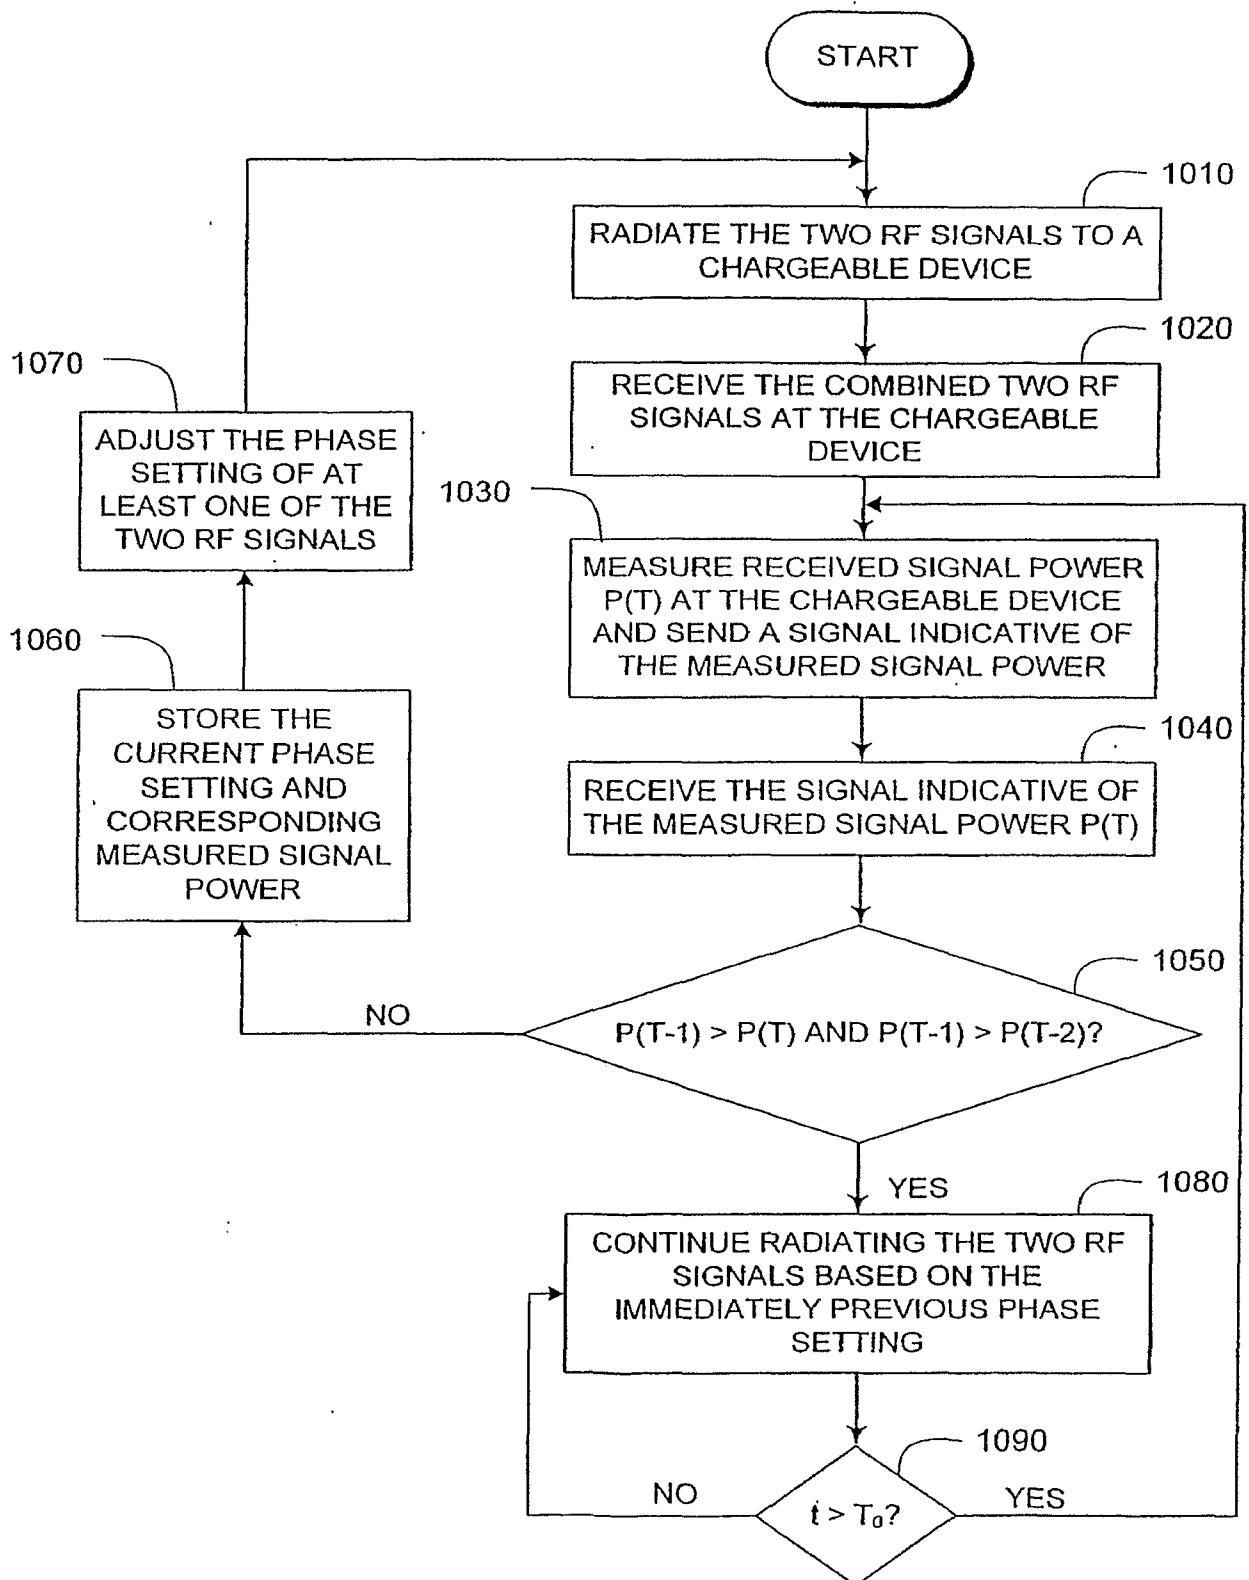 START
1010
RADIATE THE TWO RF SIGNALS TO A
CHARGEABLE DEVICE
1020
RECEIVE THE COMBINED TWO RF
SIGNALS AT THE CHARGEABLE
DEVICE
1070
ADJUST THE PHASE
SETTING OF AT
LEAST ONE OF THE
TWO RF SIGNALS
1030
MEASURE RECEIVED SIGNAL POWER
P(T) AT THE CHARGEABLE DEVICE
AND SEND A SIGNAL INDICATIVE OF
THE MEASURED SIGNAL POWER
1060
STORE THE
CURRENT PHASE
SETTING AND
CORRESPONDING
MEASURED SIGNAL
POWER
1040
RECEIVE THE SIGNAL INDICATIVE OF
THE MEASURED SIGNAL POWER P(T)
1050
NO
P(T-1) > P(T) AND P(T-1) > P(T-2)?
YES
1080
CONTINUE RADIATING THE TWO RF
SIGNALS BASED ON THE
IMMEDIATELY PREVIOUS PHASE
SETTING
1090
NO
t > T₀?
YES